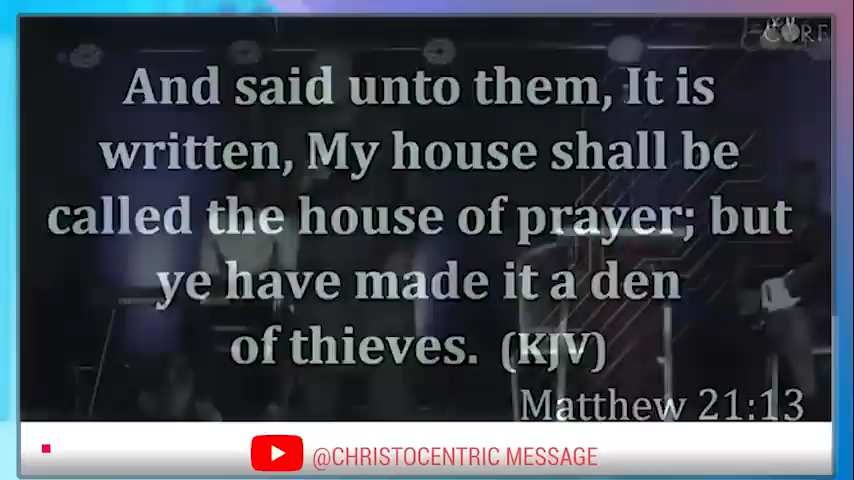 CORE
And said unto them, It is
written, My house shall be
called the house of prayer; but
ye have made it a den
of thieves. (KJV)
Matthew 21:13
@CHRISTOCENTRIC MESSAGE